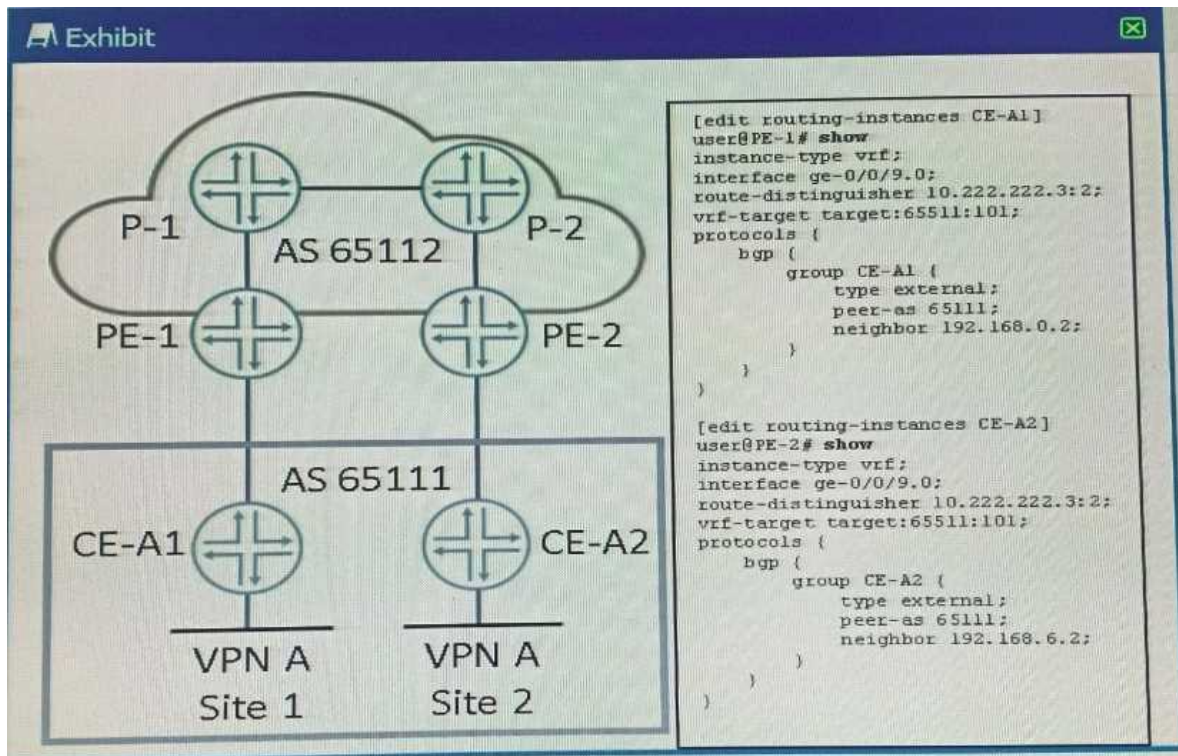 Exhibit
P-1
P-2
AS 65112
PE-1
PE-2
AS 65111
CE-A1
CE-A2
VPN A
Site 1
VPN A
Site 2
[edit routing-instances CE-A1]
user@PE-1# show
instance-type vrf;
interface ge-0/0/9.0;
route-distinguisher 10.222.222.3:2;
vrf-target target:65511:101;
protocols {
bgp {
group CE-A1 {
type external;
peer-as 65111;
neighbor 192.168.0.2;
}
}
}
[edit routing-instances CE-A2]
user@PE-2# show
instance-type vrf;
interface ge-0/0/9.0;
route-distinguisher 10.222.222.3:2;
vrf-target target:65511:101;
protocols {
bgp {
group CE-A2 {
type external;
peer-as 65111;
neighbor 192.168.6.2;
}
}
}